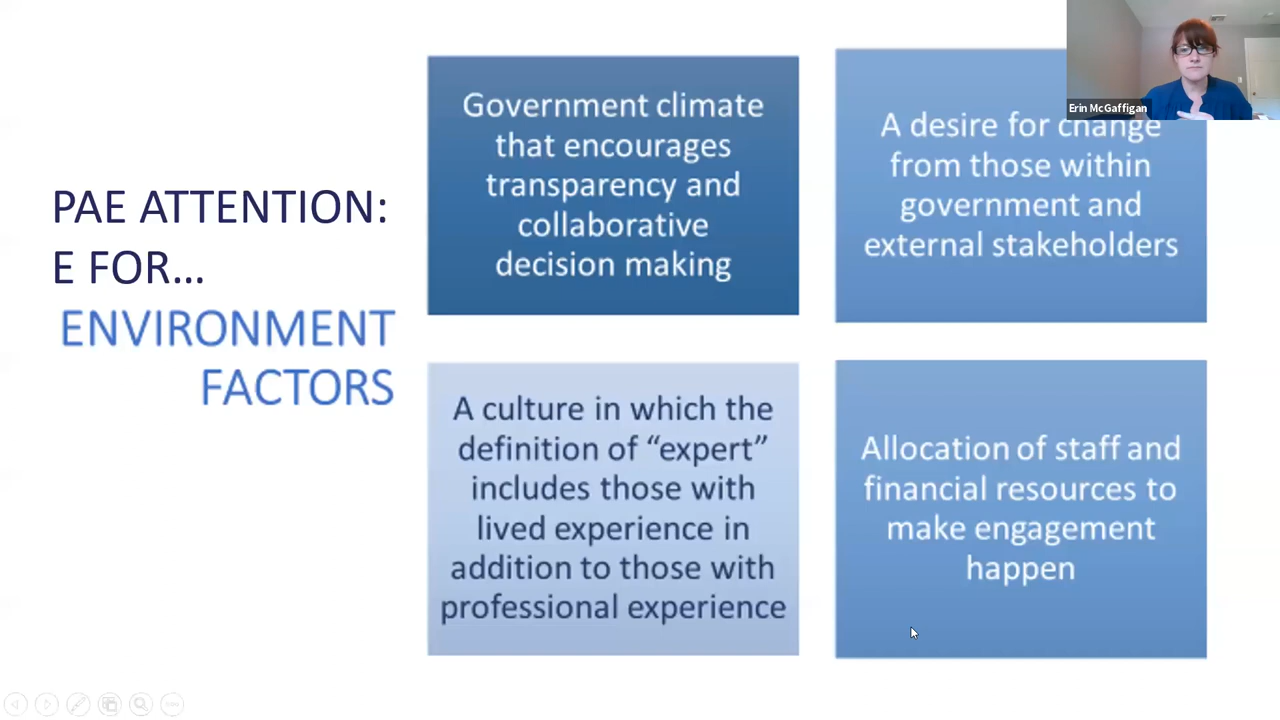 PAE ATTENTION:
E FOR…
ENVIRONMENT
FACTORS
Government climate
that encourages
transparency and
collaborative
decision making
A desire for change
from those within
government and
external stakeholders
A culture in which the
definition of “expert”
includes those with
lived experience in
addition to those with
professional experience
Allocation of staff and
financial resources to
make engagement
happen
Erin McGaffigan